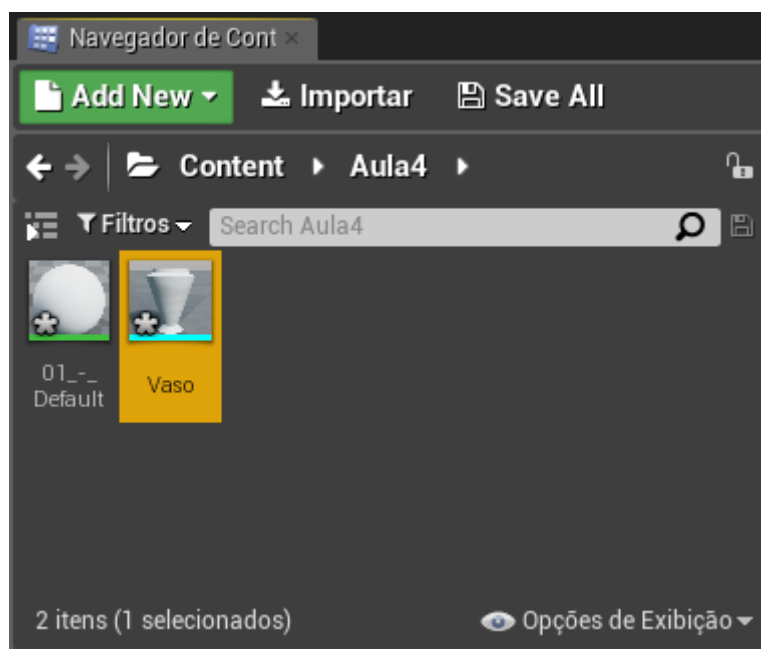 Navegador de Cont
Add New Importar Save All
Content Aula4
Filtros Search Aula4
01_-_
Default
Vaso
2 itens (1 selecionados) Opções de Exibição